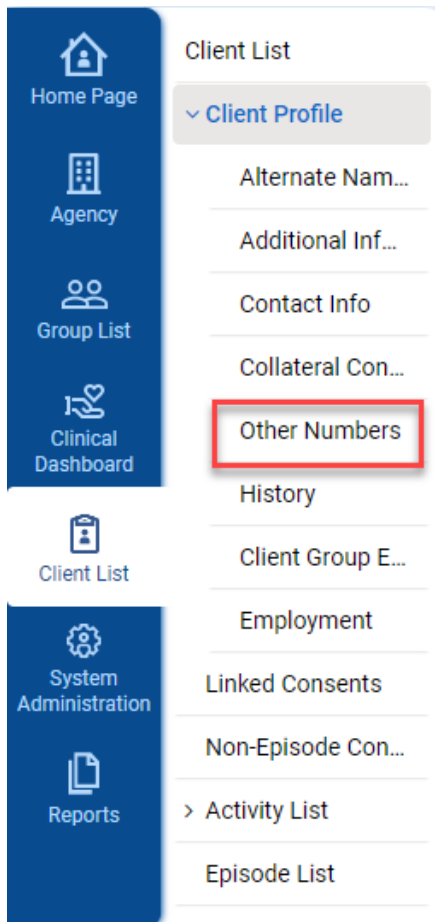 Home Page
Agency
Group List
Clinical
Dashboard
Client List
System
Administration
Reports
Client List
Client Profile
Alternate Nam...
Additional Inf...
Contact Info
Collateral Con...
Other Numbers
History
Client Group E...
Employment
Linked Consents
Non-Episode Con...
Activity List
Episode List